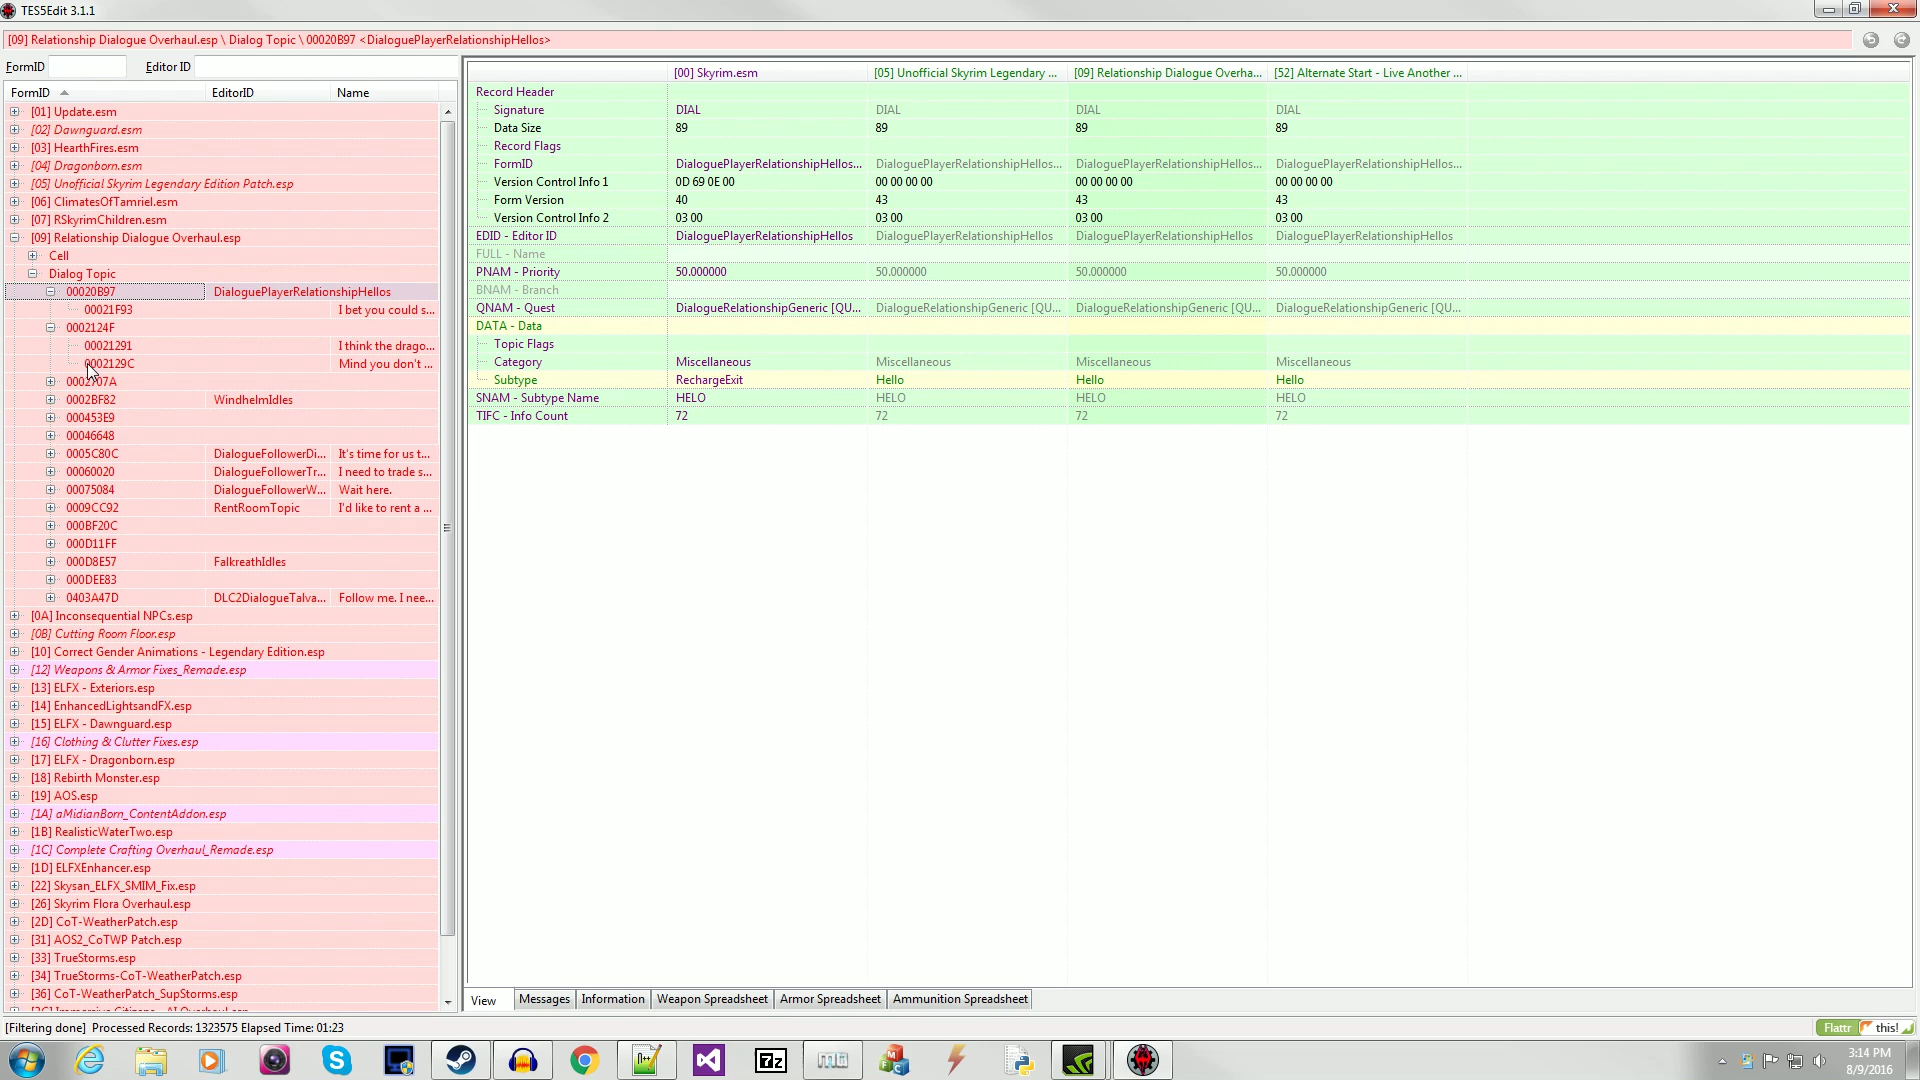 TES5Edit 3.1.1
[09] Relationship Dialogue Overhaul.esp \ Dialog Topic \ 00020B97 <DialoguePlayerRelationshipHellos>
FormID Editor ID
FormID EditorID Name
[01] Update.esm
[02] Dawnguard.esm
[03] HearthFires.esm
[04] Dragonborn.esm
[05] Unofficial Skyrim Legendary Edition Patch.esp
[06] ClimatesOfTamriel.esm
[07] RSkyrimChildren.esm
[09] Relationship Dialogue Overhaul.esp
Cell
Dialog Topic
00020B97 DialoguePlayerRelationshipHellos
00021F93 I bet you could s...
0002124F
00021291 I think the drago...
0002129C Mind you don't ...
0002707A
0002BF82 WindhelmIdles
000453E9
00046648
0005C80C DialogueFollowerDi... It's time for us t...
00060020 DialogueFollowerTr... I need to trade s...
00075084 DialogueFollowerW... Wait here.
0009CC92 RentRoomTopic I'd like to rent a ...
000BF20C
000D11FF
000D8E57 FalkreathIdles
000DEE83
0403A47D DLC2DialogueTalva... Follow me. I nee...
[0A] Inconsequential NPCs.esp
[0B] Cutting Room Floor.esp
[10] Correct Gender Animations - Legendary Edition.esp
[12] Weapons & Armor Fixes_Remade.esp
[13] ELFX - Exteriors.esp
[14] EnhancedLightsandFX.esp
[15] ELFX - Dawnguard.esp
[16] Clothing & Clutter Fixes.esp
[17] ELFX - Dragonborn.esp
[18] Rebirth Monster.esp
[19] AOS.esp
[1A] aMidianBorn_ContentAddon.esp
[1B] RealisticWaterTwo.esp
[1C] Complete Crafting Overhaul_Remade.esp
[1D] ELFXEnhancer.esp
[22] Skysan_ELFX_SMIM_Fix.esp
[26] Skyrim Flora Overhaul.esp
[2D] CoT-WeatherPatch.esp
[31] AOS2_CoTWP Patch.esp
[33] TrueStorms.esp
[34] TrueStorms-CoT-WeatherPatch.esp
[36] CoT-WeatherPatch_SupStorms.esp
[00] Skyrim.esm [05] Unofficial Skyrim Legendary ... [09] Relationship Dialogue Overha... [52] Alternate Start - Live Another ...
Record Header
Signature DIAL DIAL DIAL DIAL
Data Size 89 89 89 89
Record Flags
FormID DialoguePlayerRelationshipHellos... DialoguePlayerRelationshipHellos... DialoguePlayerRelationshipHellos... DialoguePlayerRelationshipHellos...
Version Control Info 1 0D 69 0E 00 00 00 00 00 00 00 00 00 00 00 00 00
Form Version 40 43 43 43
Version Control Info 2 03 00 03 00 03 00 03 00
EDID - Editor ID DialoguePlayerRelationshipHellos DialoguePlayerRelationshipHellos DialoguePlayerRelationshipHellos DialoguePlayerRelationshipHellos
FULL - Name
PNAM - Priority 50.000000 50.000000 50.000000 50.000000
BNAM - Branch
QNAM - Quest DialogueRelationshipGeneric [QU... DialogueRelationshipGeneric [QU... DialogueRelationshipGeneric [QU... DialogueRelationshipGeneric [QU...
DATA - Data
Topic Flags
Category Miscellaneous Miscellaneous Miscellaneous Miscellaneous
Subtype RechargeExit Hello Hello Hello
SNAM - Subtype Name HELO HELO HELO HELO
TIFC - Info Count 72 72 72 72
View Messages Information Weapon Spreadsheet Armor Spreadsheet Ammunition Spreadsheet
[Filtering done] Processed Records: 1323575 Elapsed Time: 01:23
Flattr this!
3:14 PM
8/9/2016